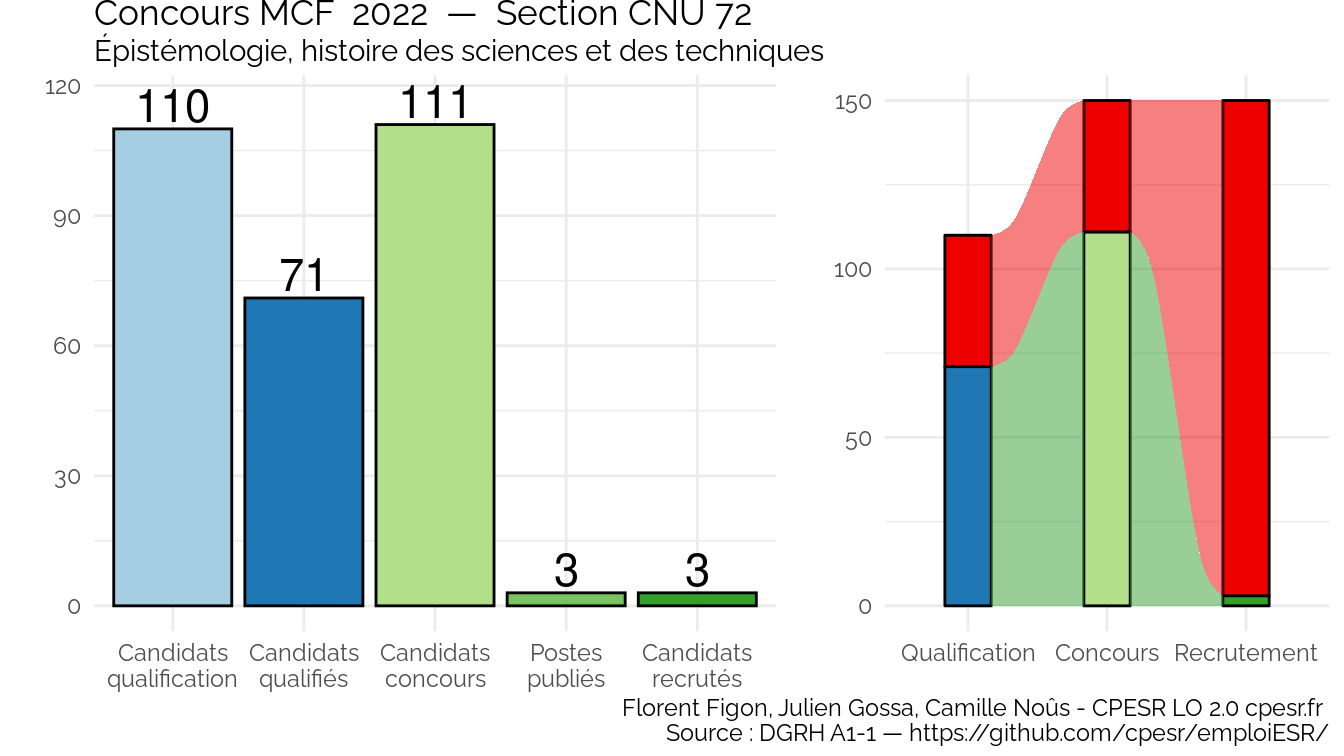 Concours MCF 2022 — Section CNU 72
Épistémologie, histoire des sciences et des techniques
120
90
60
30
0
110
71
111
3
3
Candidats
qualification
Candidats
qualifiés
Candidats
concours
Postes
publiés
Candidats
recrutés
150
100
50
0
Qualification
Concours
Recrutement
Florent Figon, Julien Gossa, Camille Noûs - CPESR LO 2.0 cpesr.fr
Source : DGRH A1-1 — https://github.com/cpesr/emploiESR/